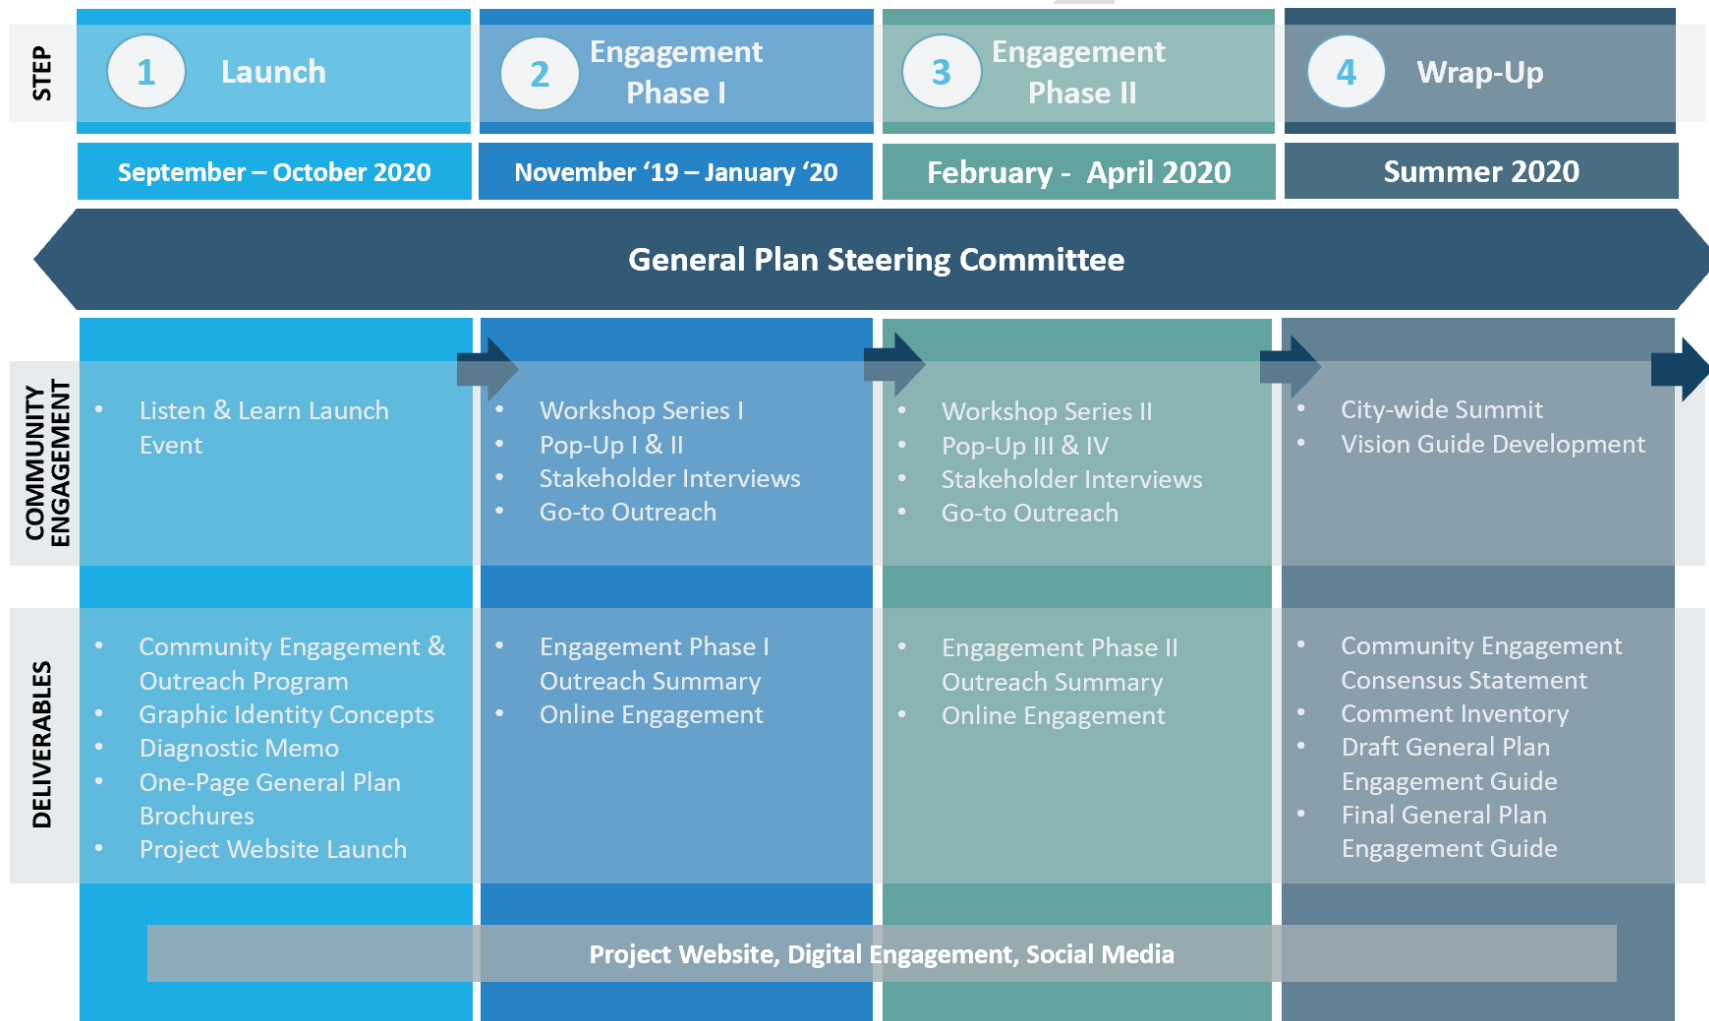 STEP
1 Launch
2 Engagement
Phase I
3 Engagement
Phase II
4 Wrap-Up
September – October 2020
November ‘19 – January ‘20
February -  April 2020
Summer 2020
General Plan Steering Committee
COMMUNITY
ENGAGEMENT
• Listen & Learn Launch
Event
• Workshop Series I
• Pop-Up I & II
• Stakeholder Interviews
• Go-to Outreach
• Workshop Series II
• Pop-Up III & IV
• Stakeholder Interviews
• Go-to Outreach
• City-wide Summit
• Vision Guide Development
DELIVERABLES
• Community Engagement &
Outreach Program
• Graphic Identity Concepts
• Diagnostic Memo
• One-Page General Plan
Brochures
• Project Website Launch
• Engagement Phase I
Outreach Summary
• Online Engagement
• Engagement Phase II
Outreach Summary
• Online Engagement
• Community Engagement
Consensus Statement
• Comment Inventory
• Draft General Plan
Engagement Guide
• Final General Plan
Engagement Guide
Project Website, Digital Engagement, Social Media